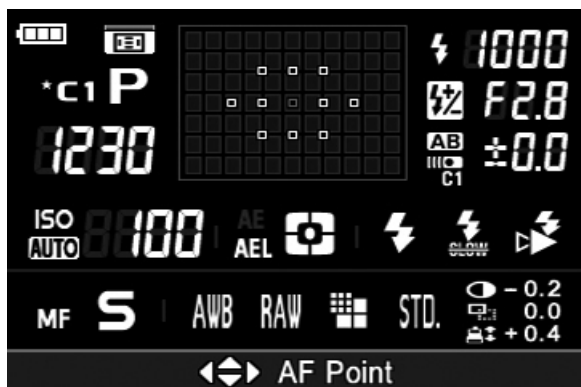 1000
*C1 P
F2.8
1230
AB
±0.0
C1
ISO
AUTO
100
AE
AEL
SLOW
MF S AWB RAW STD.
- 0.2
0.0
+ 0.4
AF Point